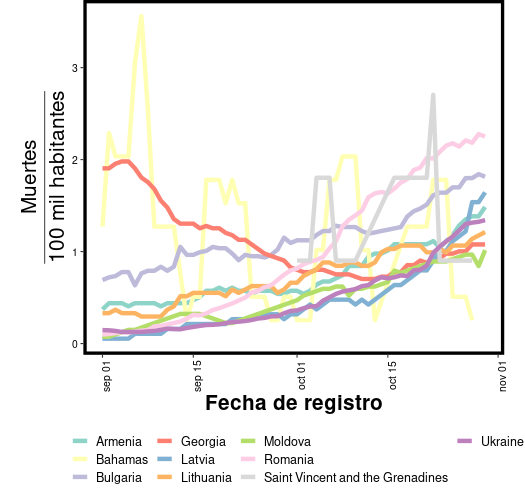 3
2
1
0
Muertes
100 mil habitantes
sep 01
sep 15
oct 01
oct 15
nov 01
Fecha de registro
Armenia
Georgia
Moldova
Ukraine
Bahamas
Latvia
Romania
Bulgaria
Lithuania
Saint Vincent and the Grenadines